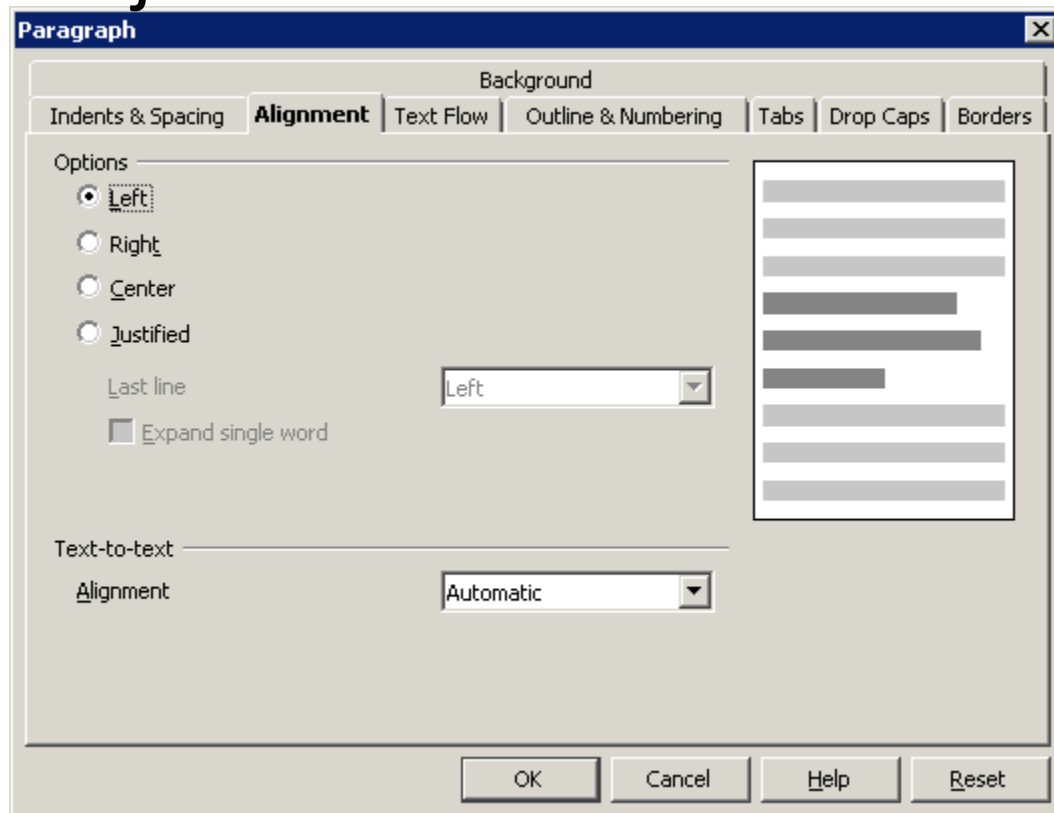 Paragraph
Background
Indents & Spacing Alignment Text Flow Outline & Numbering Tabs Drop Caps Borders
Options
Left
Right
Center
Justified
Last line Left
Expand single word
Text-to-text
Alignment Automatic
OK Cancel Help Reset